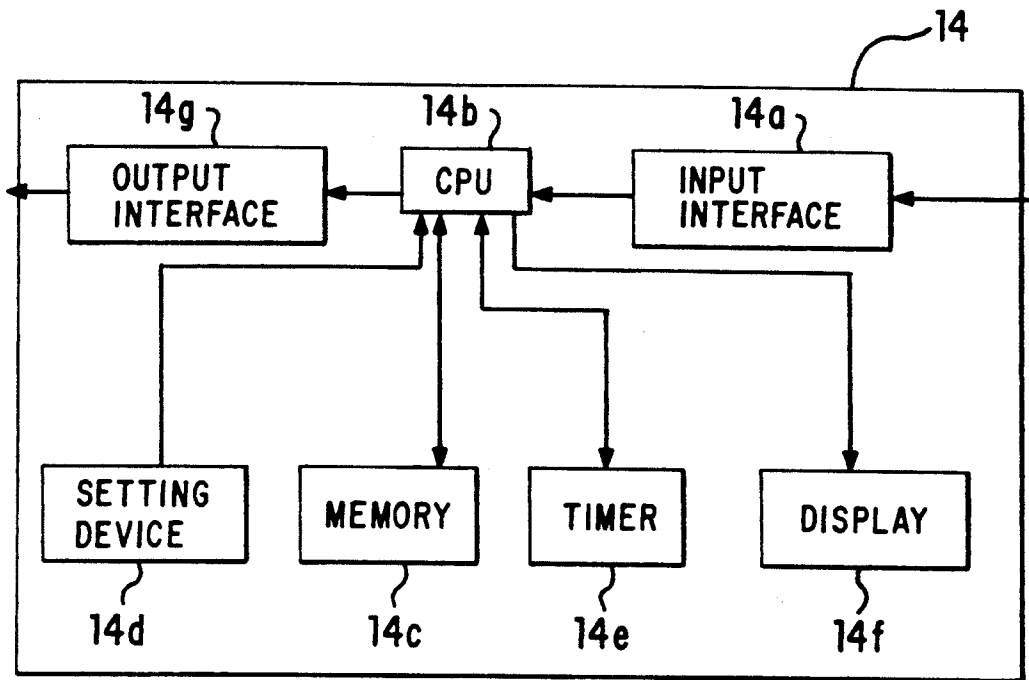 14
14g
14b
14a
OUTPUT
INTERFACE
CPU
INPUT
INTERFACE
SETTING
DEVICE
MEMORY
TIMER
DISPLAY
14d
14c
14e
14f